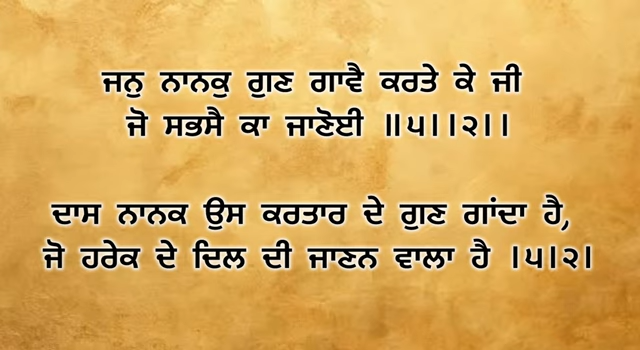 ਜਨੁ ਨਾਨਕੁ ਗੁਣ ਗਾਵੈ ਕਰਤੇ ਕੇ ਜੀ
ਜੋ ਸਭਸੈ ਕਾ ਜਾਣੋਈ ॥੫।।੨।।
ਦਾਸ ਨਾਨਕ ਉਸ ਕਰਤਾਰ ਦੇ ਗੁਣ ਗਾਂਦਾ ਹੈ,
ਜੋ ਹਰੇਕ ਦੇ ਦਿਲ ਦੀ ਜਾਣਨ ਵਾਲਾ ਹੈ ।੫।੨।